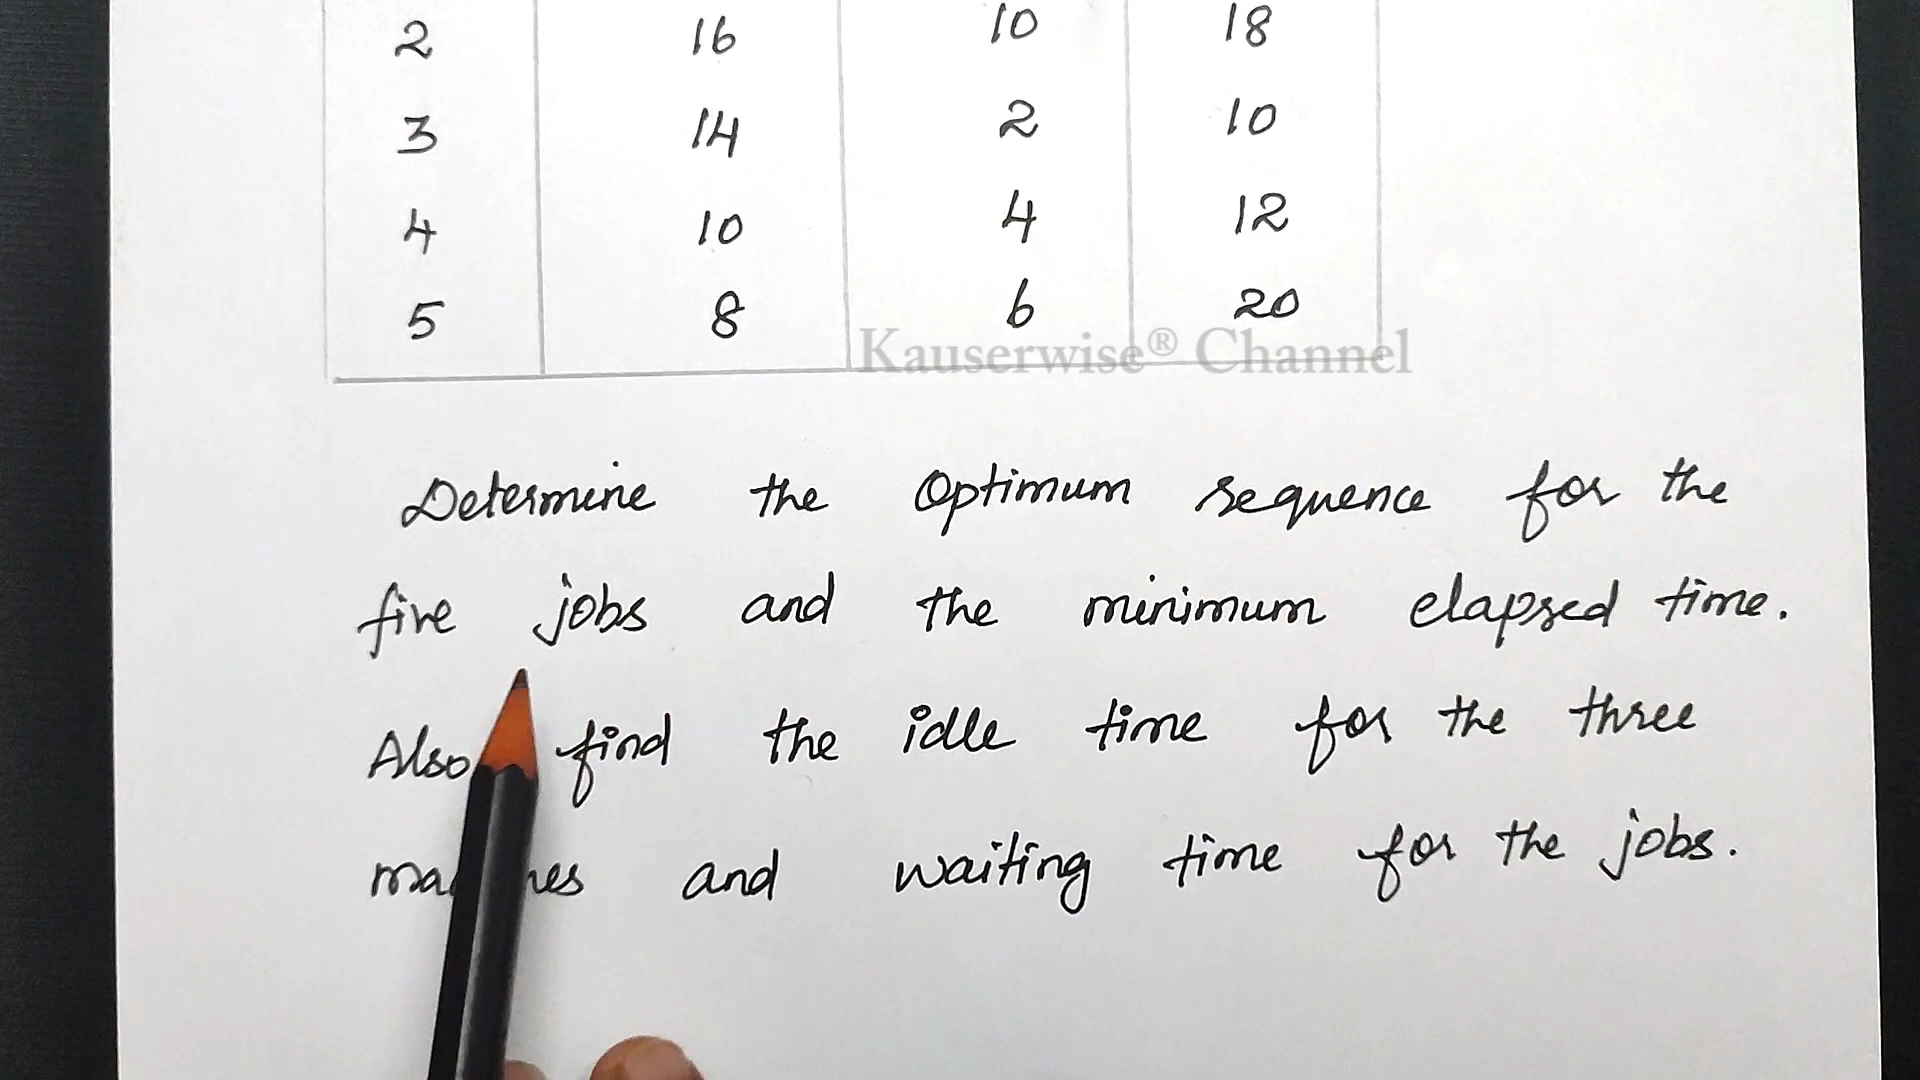 2 16 10 18
3 14 2 10
4 10 4 12
5 8 6 20
Kauserwise® Channel
Determine the Optimum sequence for the
five jobs and the minimum elapsed time.
Also find the idle time for the three
and waiting time for the jobs.